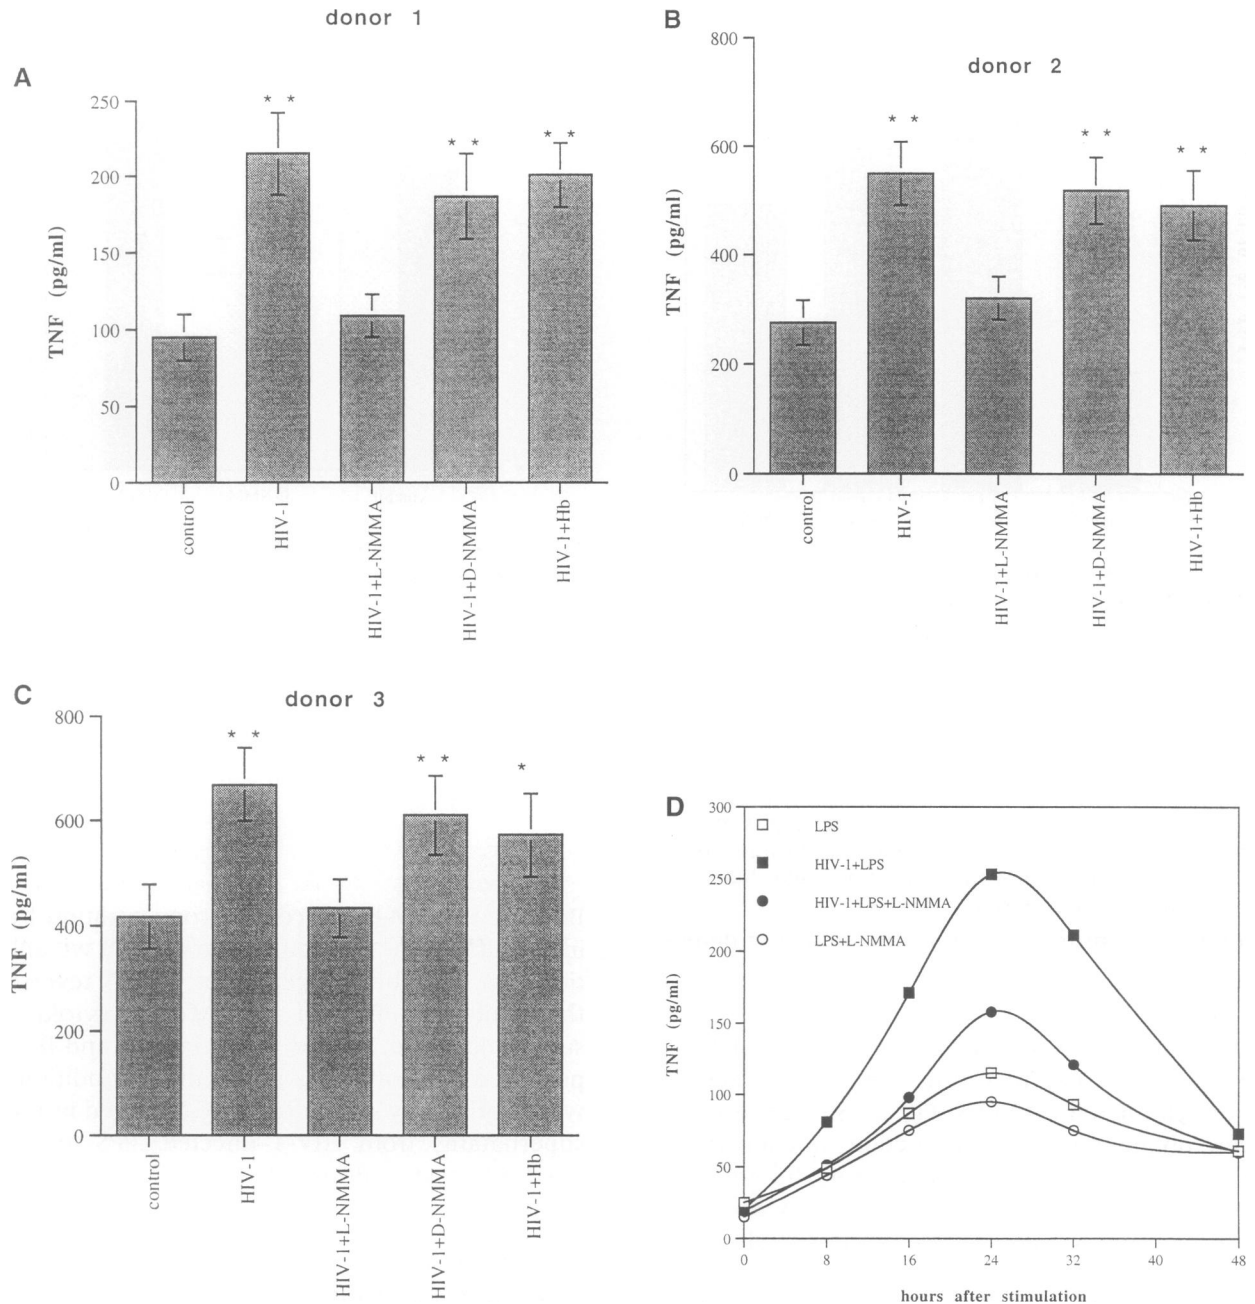 donor 1
A
TNF (pg/ml)
250
200
150
100
50
0
* *
* *
* *
control
HIV-1
HIV-1+L-NMMA
HIV-1+D-NMMA
HIV-1+Hb
B
donor 2
TNF (pg/ml)
800
600
400
200
0
* *
* *
* *
control
HIV-1
HIV-1+L-NMMA
HIV-1+D-NMMA
HIV-1+Hb
C
donor 3
TNF (pg/ml)
800
600
400
200
0
* *
* *
*
control
HIV-1
HIV-1+L-NMMA
HIV-1+D-NMMA
HIV-1+Hb
D
TNF (pg/ml)
300
250
200
150
100
50
0
LPS
HIV-1+LPS
HIV-1+LPS+L-NMMA
LPS+L-NMMA
0 8 16 24 32 40 48
hours after stimulation